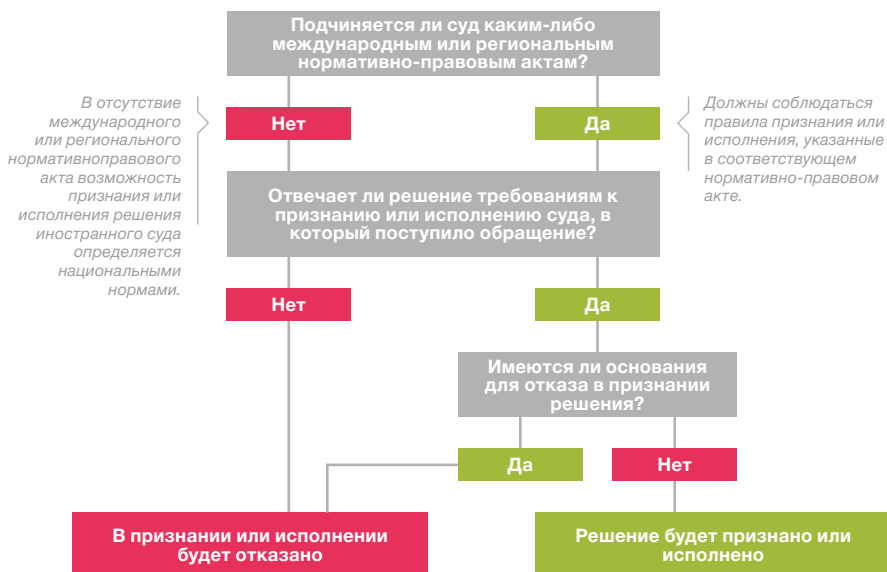 Подчиняется ли суд каким-либо
международным или региональным
нормативно-правовым актам?
В отсутствие
международного
или регионального
нормативноправового
акта возможность
признания или
исполнения решения
иностранного суда
определяется
национальными
нормами.
Нет
Да
Должны соблюдаться
правила признания или
исполнения, указанные
в соответствующем
нормативно-правовом
акте.
Отвечает ли решение требованиям к
признанию или исполнению суда, в
который поступило обращение?
Нет
Да
Имеются ли основания
для отказа в признании
решения?
Да
Нет
В признании или исполнении
будет отказано
Решение будет признано или
исполнено